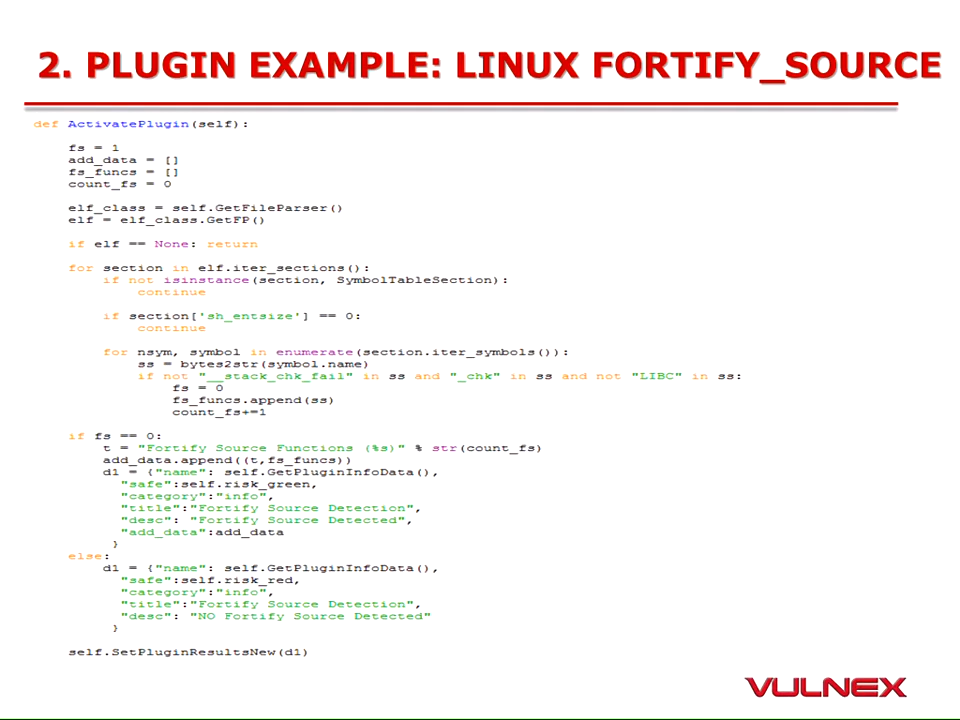 2. PLUGIN EXAMPLE: LINUX FORTIFY_SOURCE
def ActivatePlugin(self):
fs = 1
add_data = []
fs_funcs = []
count_fs = 0
elf_class = self.GetFileParser()
elf = elf_class.GetFP()
if elf == None: return
for section in elf.iter_sections():
if not isinstance(section, SymbolTableSection):
continue
if section['sh_entsize'] == 0:
continue
for nsym, symbol in enumerate(section.iter_symbols()):
ss = bytes2str(symbol.name)
if not "__stack_chk_fail" in ss and "_chk" in ss and not "LIBC" in ss:
fs = 0
fs_funcs.append(ss)
count_fs+=1
if fs == 0:
t = "Fortify Source Functions (%s)" % str(count_fs)
add_data.append((t,fs_funcs))
d1 = {"name": self.GetPluginInfoData(),
"safe":self.risk_green,
"category":"info",
"title":"Fortify Source Detection",
"desc": "Fortify Source Detected",
"add_data":add_data
}
else:
d1 = {"name": self.GetPluginInfoData(),
"safe":self.risk_red,
"category":"info",
"title":"Fortify Source Detection",
"desc": "NO Fortify Source Detected"
}
self.SetPluginResultsNew(d1)
VULNEX